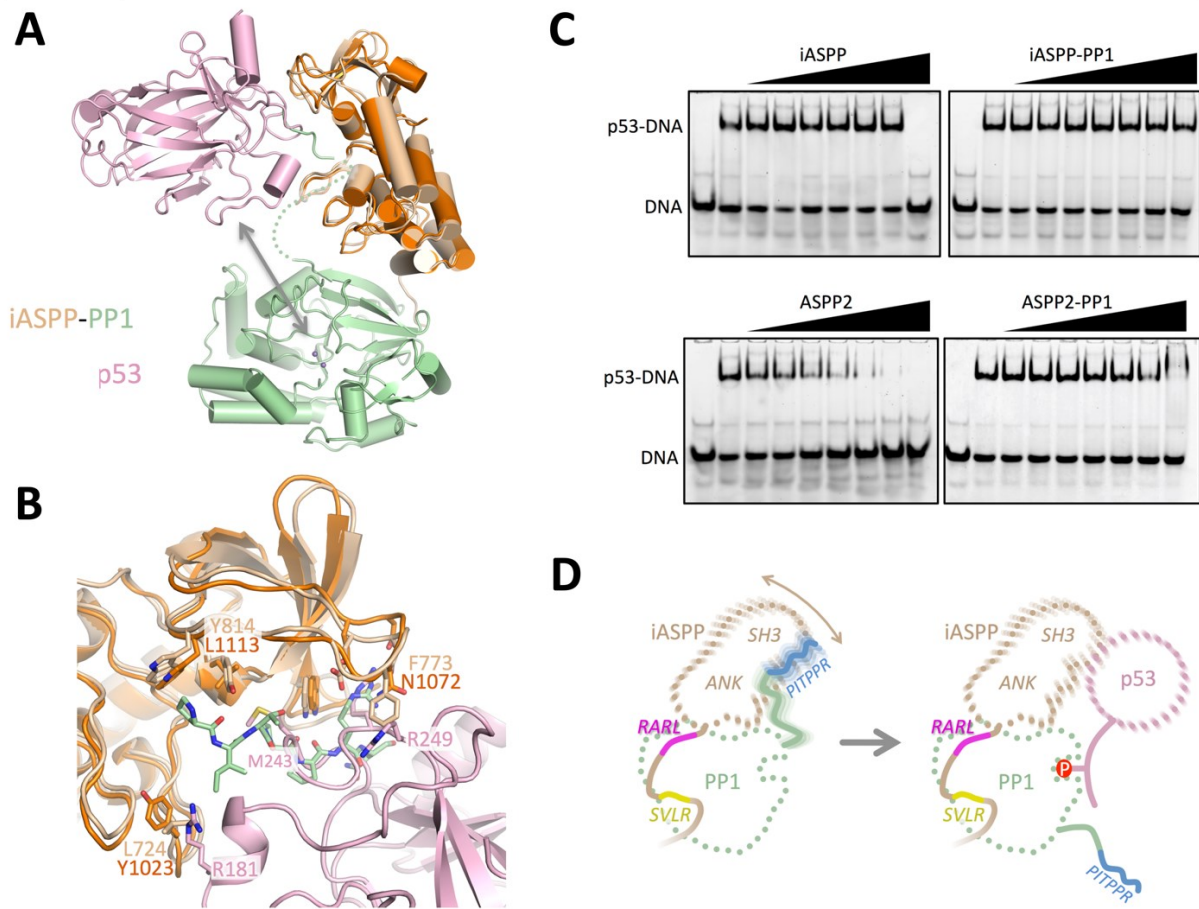 A
iASPP-PP1
p53
B
Y814
L1113
F773
N1072
R249
M243
L724
Y1023
R181
C
iASPP
iASPP-PP1
p53-DNA
DNA
ASPP2
ASPP2-PP1
p53-DNA
DNA
D
iASPP
SH3
PITPPR
ANK
RARL
PP1
SVLR
iASPP
SH3
p53
ANK
RARL
PP1
P
SVLR
PITPPR